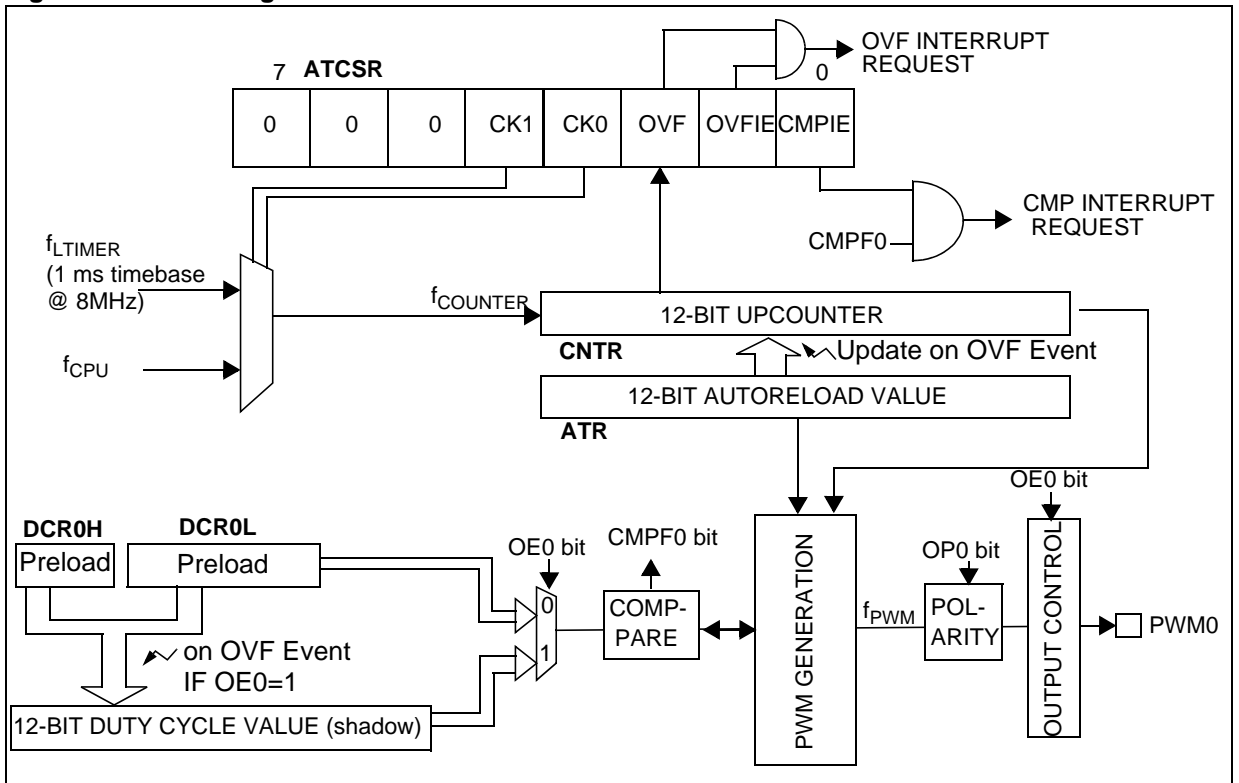 OVF INTERRUPT
REQUEST
7 ATCSR 0
0 0 0 CK1 CK0 OVF OVFIE CMPIE
CMP INTERRUPT
REQUEST
CMPF0
fLTIMER
(1 ms timebase
@ 8MHz)
fCOUNTER
12-BIT UPCOUNTER
CNTR
Update on OVF Event
fCPU
12-BIT AUTORELOAD VALUE
ATR
OE0 bit
DCR0H DCR0L
Preload Preload
OE0 bit
CMPF0 bit
OP0 bit
0
1
COMP-
PARE
PWM GENERATION
fPWM
POL-
ARITY
OUTPUT CONTROL
PWM0
on OVF Event
IF OE0=1
12-BIT DUTY CYCLE VALUE (shadow)